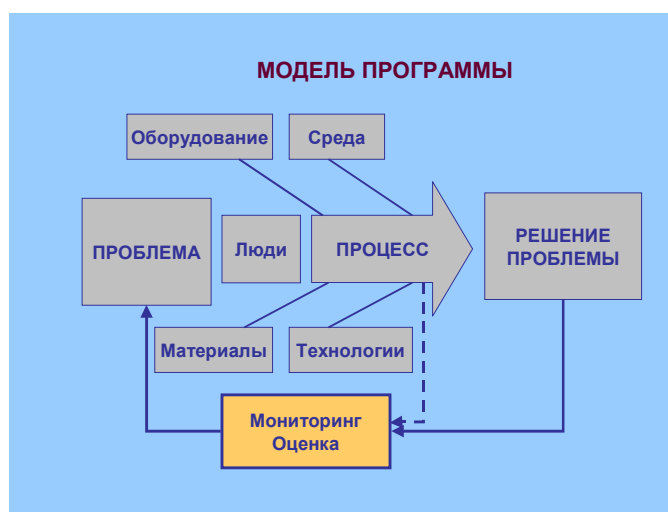 МОДЕЛЬ ПРОГРАММЫ
Оборудование
Среда
ПРОБЛЕМА
Люди
ПРОЦЕСС
РЕШЕНИЕ
ПРОБЛЕМЫ
Материалы
Технологии
Мониторинг
Оценка